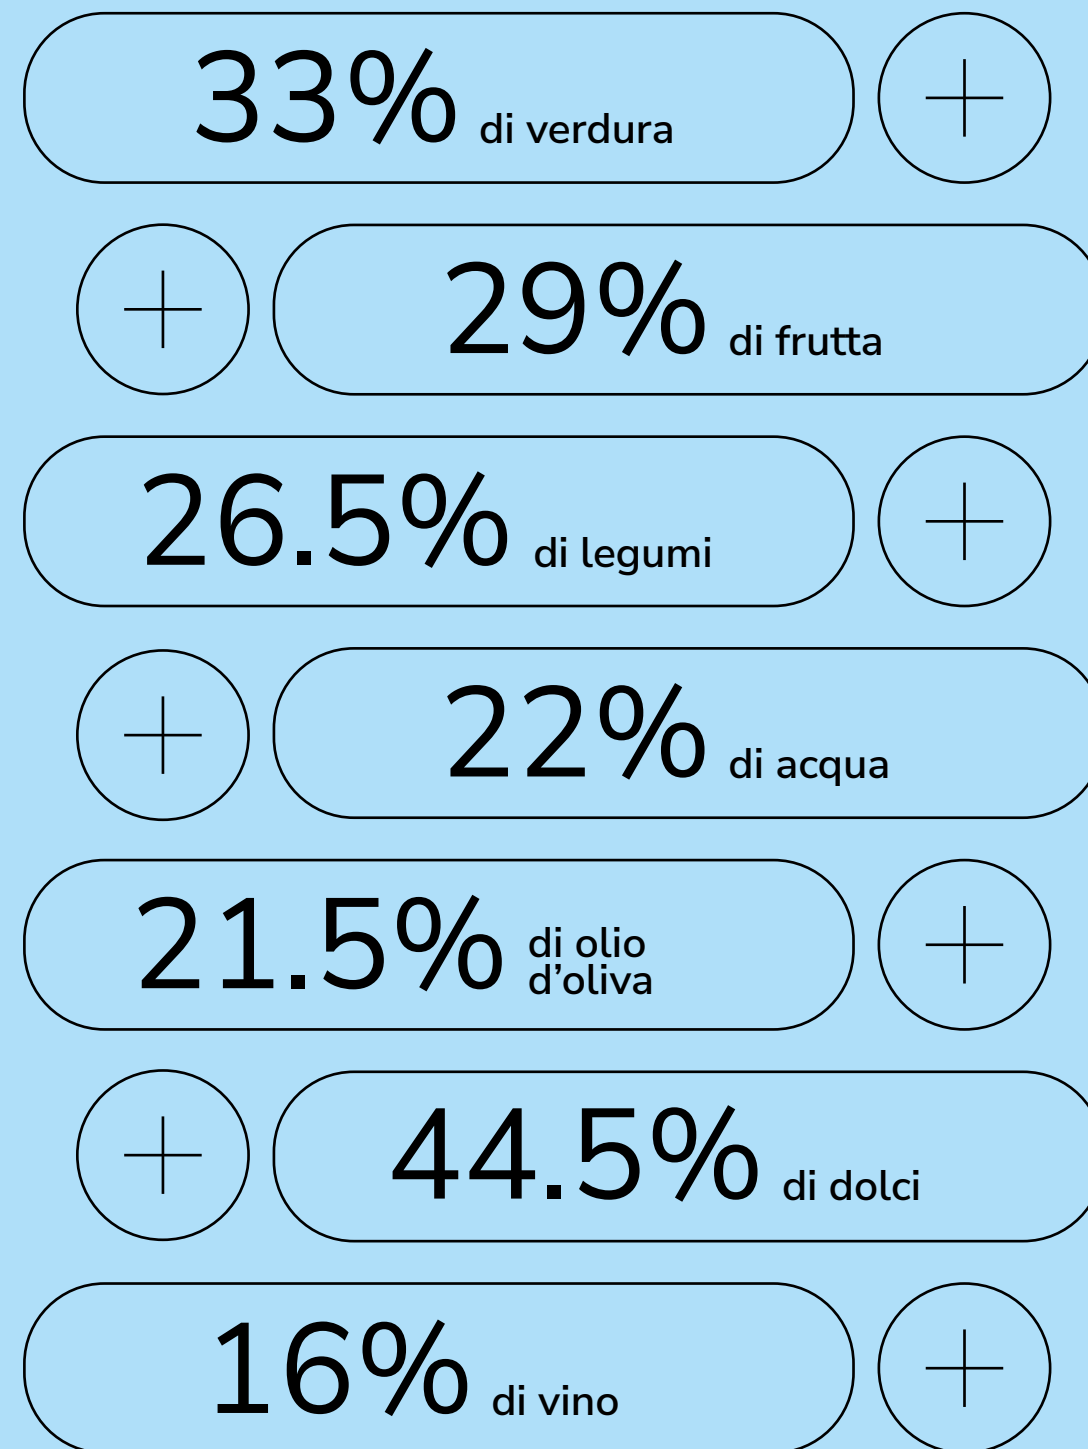 33% di verdura
29% di frutta
26.5% di legumi
22% di acqua
21.5% di olio
d’oliva
44.5% di dolci
16% di vino